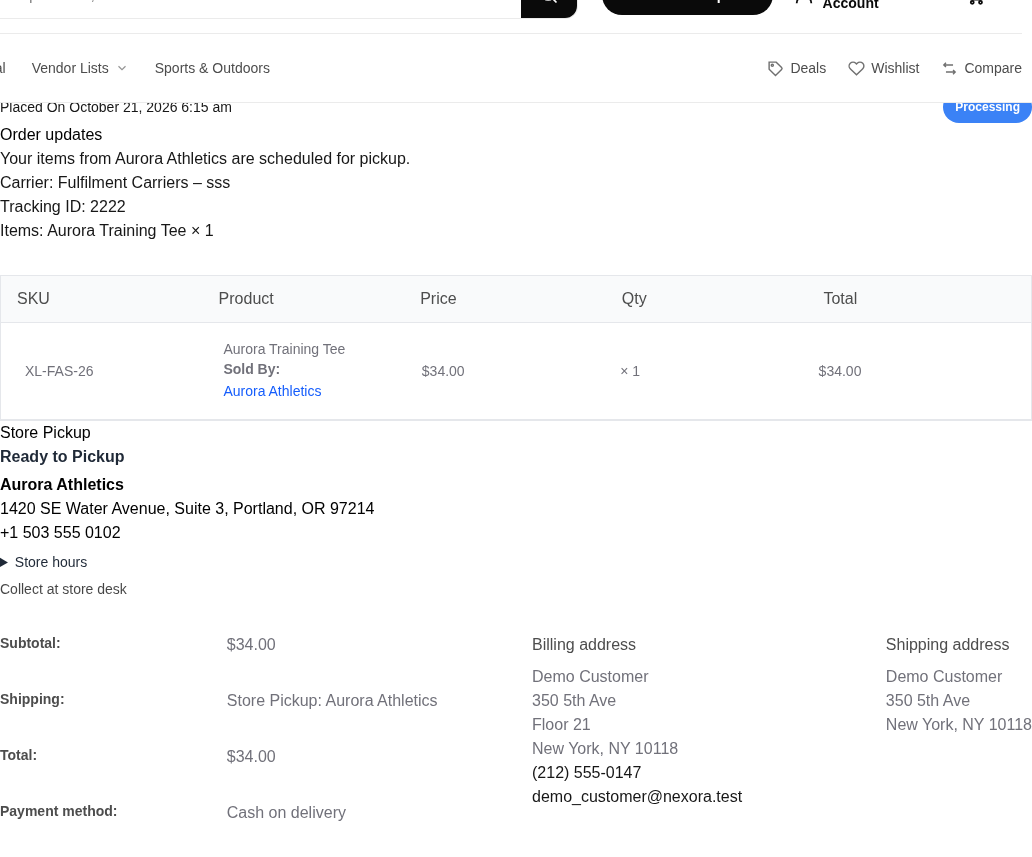 Account
Vendor Lists
Sports & Outdoors
Deals
Wishlist
Compare
Placed On October 21, 2026 6:15 am
Processing
Order updates
Your items from Aurora Athletics are scheduled for pickup.
Carrier: Fulfilment Carriers – sss
Tracking ID: 2222
Items: Aurora Training Tee × 1
SKU Product Price Qty Total
Aurora Training Tee
Sold By:
XL-FAS-26 $34.00 × 1 $34.00
Aurora Athletics
Store Pickup
Ready to Pickup
Aurora Athletics
1420 SE Water Avenue, Suite 3, Portland, OR 97214
+1 503 555 0102
Store hours
Collect at store desk
Subtotal: $34.00
Shipping: Store Pickup: Aurora Athletics
Total: $34.00
Payment method: Cash on delivery
Billing address
Demo Customer
350 5th Ave
Floor 21
New York, NY 10118
(212) 555-0147
demo_customer@nexora.test
Shipping address
Demo Customer
350 5th Ave
New York, NY 10118